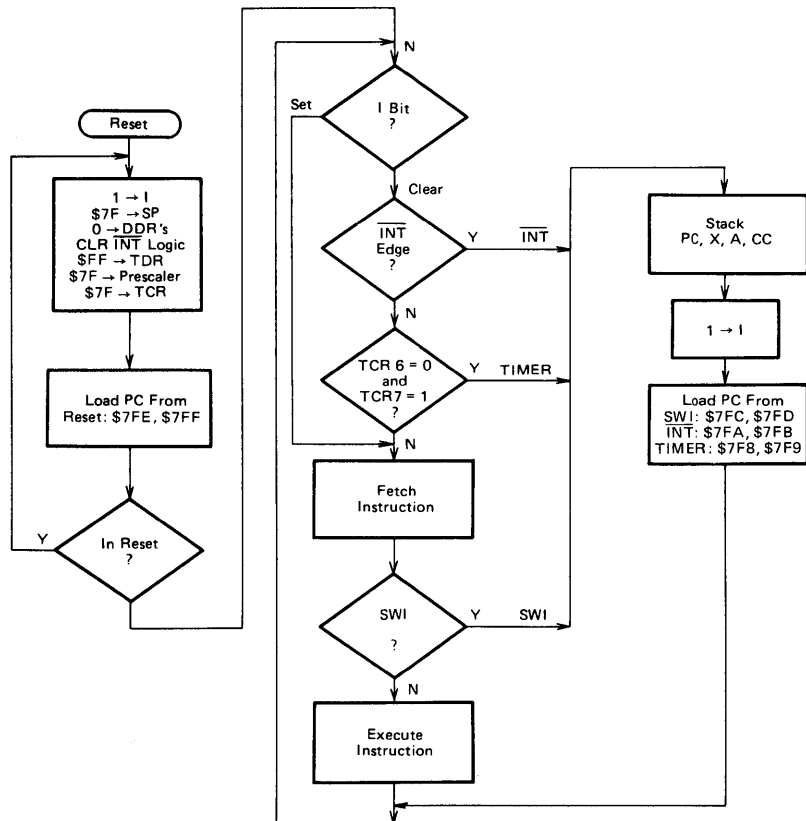 Reset
1 → I
$7F → SP
0 → DDR's
CLR INT Logic
$FF → TDR
$7F → Prescaler
$7F → TCR
Load PC From
Reset: $7FE, $7FF
In Reset
?
Y
N
I Bit
?
Set
Clear
INT
Edge
?
Y
INT
N
TCR 6 = 0
and
TCR7 = 1
?
Y
TIMER
N
Fetch
Instruction
SWI
?
Y
SWI
N
Execute
Instruction
Stack
PC, X, A, CC
1 → I
Load PC From
SWI: $7FC, $7FD
INT: $7FA, $7FB
TIMER: $7F8, $7F9